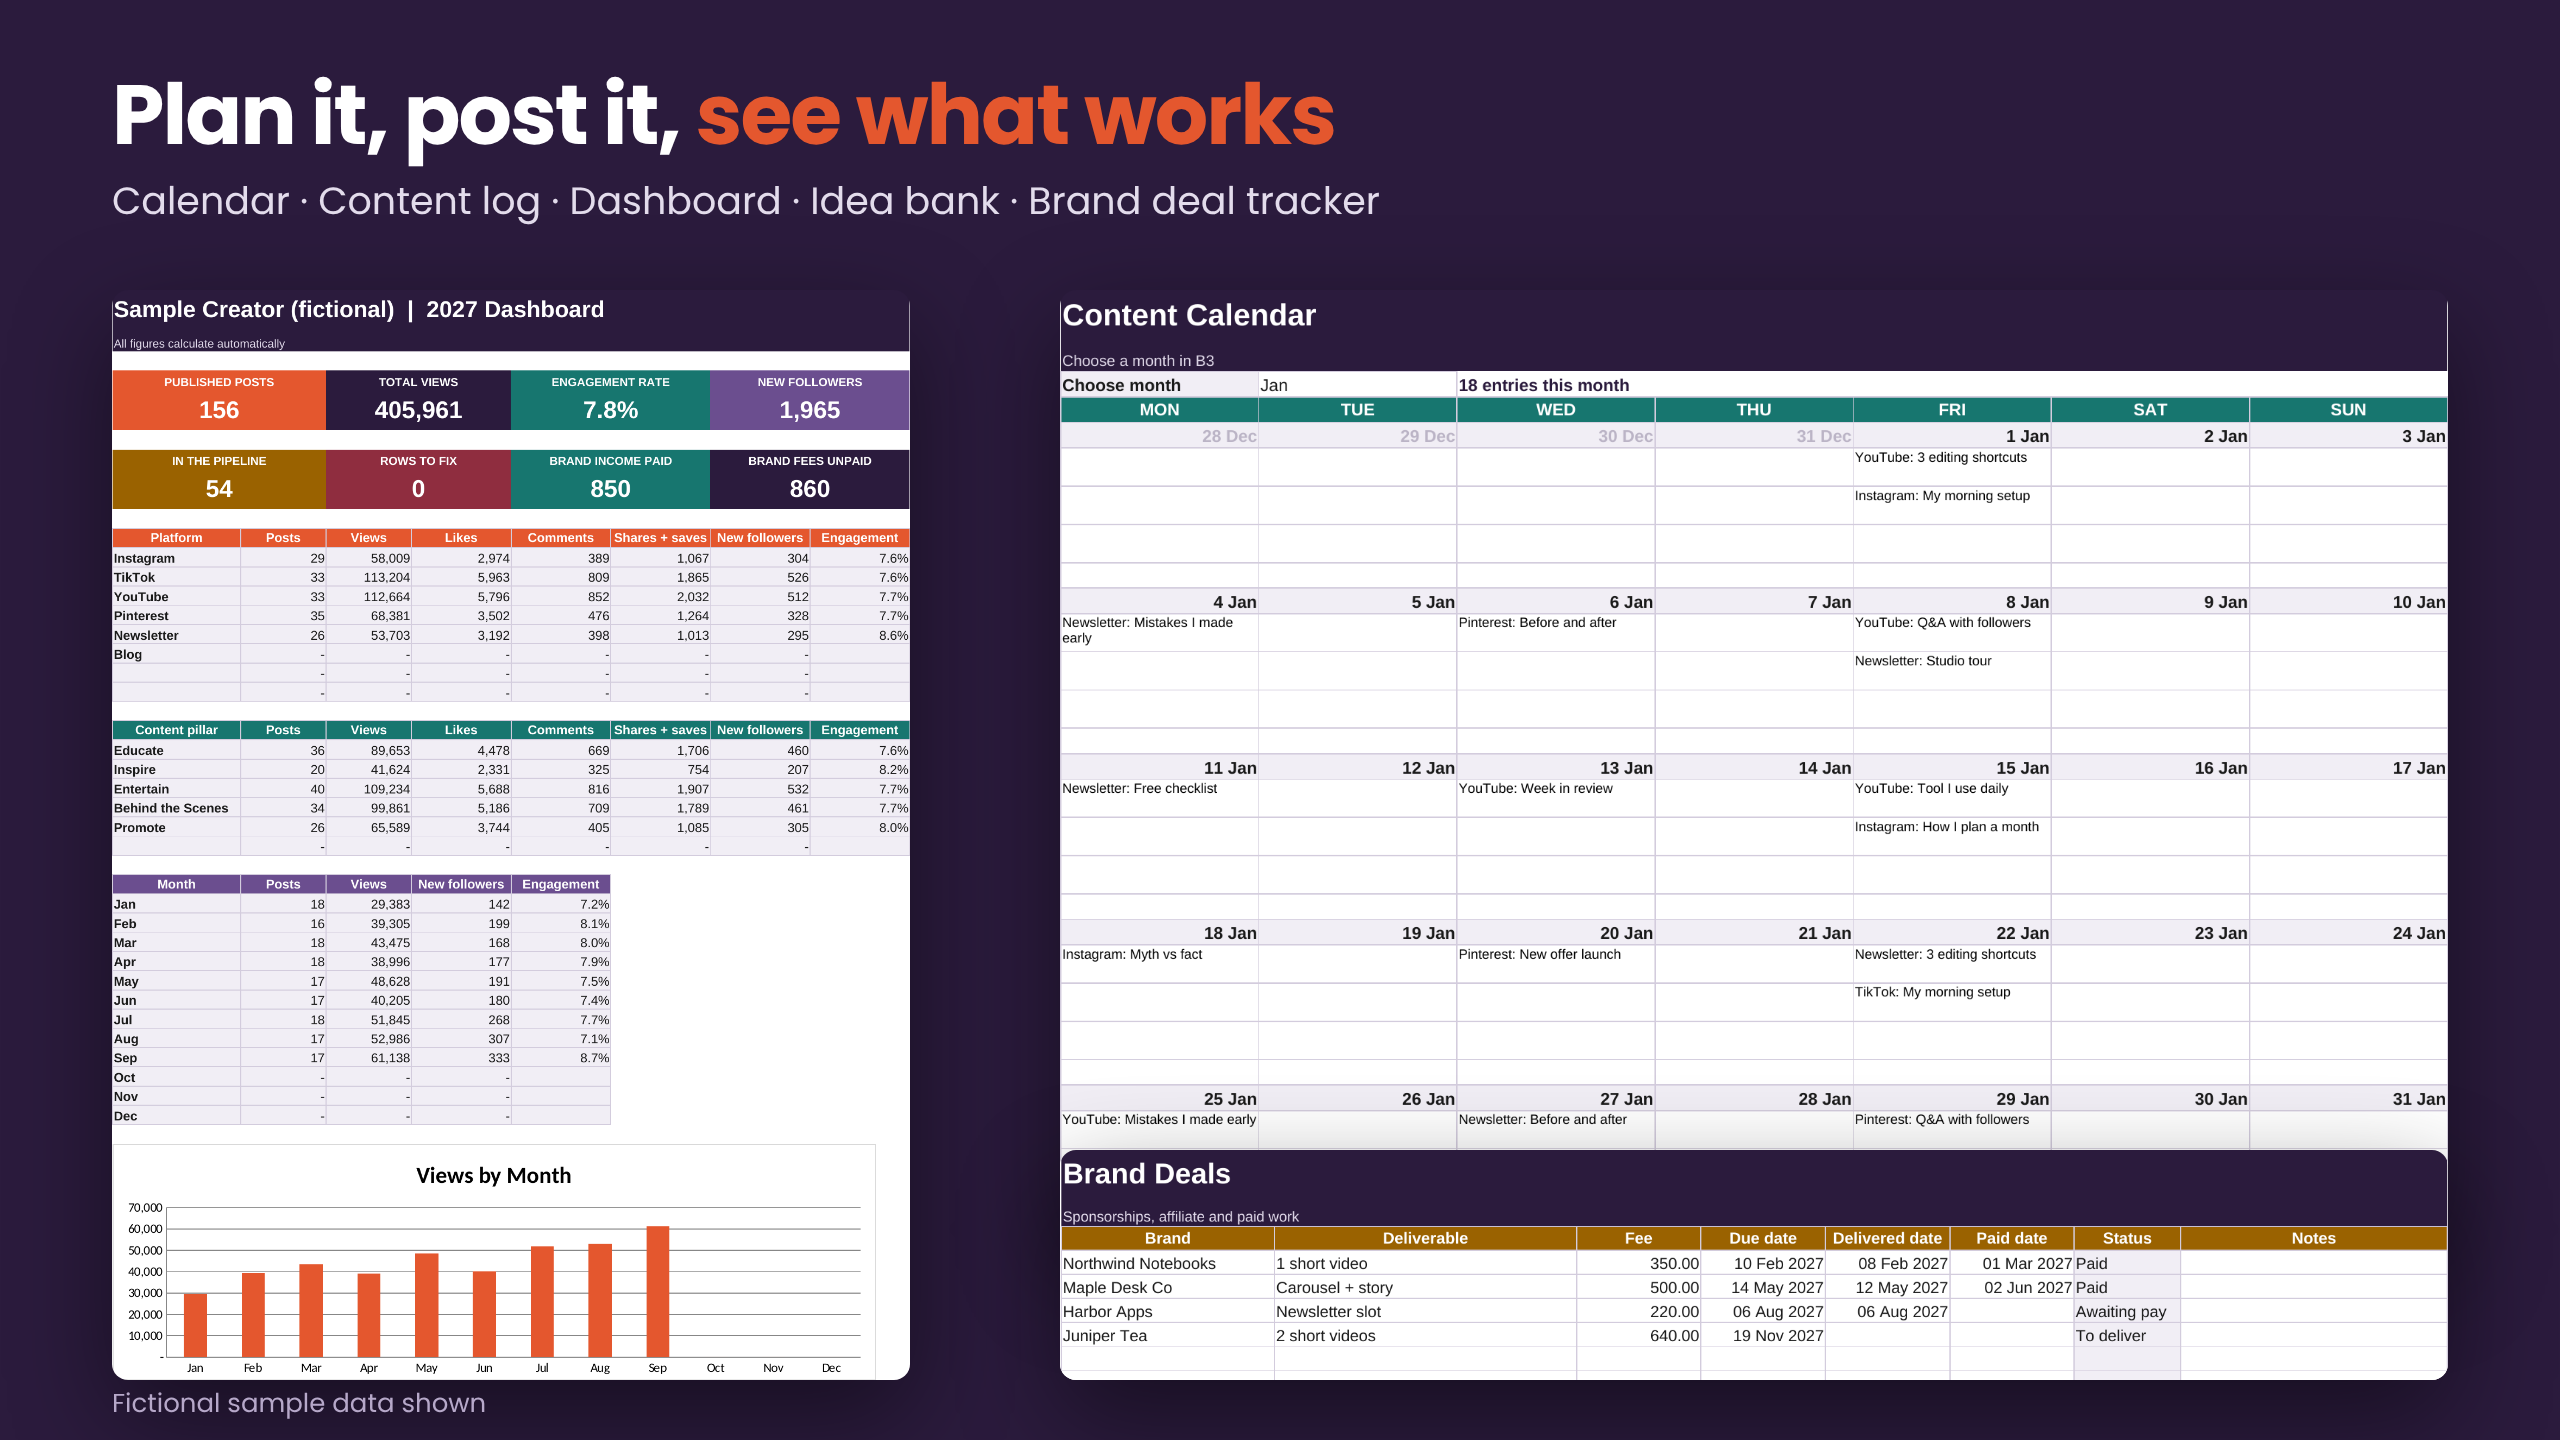 Plan it, post it, see what works
Calendar · Content log · Dashboard · Idea bank · Brand deal tracker
Sample Creator (fictional) | 2027 Dashboard
All figures calculate automatically
PUBLISHED POSTS TOTAL VIEWS ENGAGEMENT RATE NEW FOLLOWERS
156 405,961 7.8% 1,965
IN THE PIPELINE ROWS TO FIX BRAND INCOME PAID BRAND FEES UNPAID
54 0 850 860
Platform Posts Views Likes Comments Shares + saves New followers Engagement
Instagram 29 58,009 2,974 389 1,067 304 7.6%
TikTok 33 113,204 5,963 809 1,865 526 7.6%
YouTube 33 112,664 5,796 852 2,032 512 7.7%
Pinterest 35 68,381 3,502 476 1,264 328 7.7%
Newsletter 26 53,703 3,192 398 1,013 295 8.6%
Blog - - - - - -
- - - - - -
- - - - - -
Content pillar Posts Views Likes Comments Shares + saves New followers Engagement
Educate 36 89,653 4,478 669 1,706 460 7.6%
Inspire 20 41,624 2,331 325 754 207 8.2%
Entertain 40 109,234 5,688 816 1,907 532 7.7%
Behind the Scenes 34 99,861 5,186 709 1,789 461 7.7%
Promote 26 65,589 3,744 405 1,085 305 8.0%
- - - - - -
Month Posts Views New followers Engagement
Jan 18 29,383 142 7.2%
Feb 16 39,305 199 8.1%
Mar 18 43,475 168 8.0%
Apr 18 38,996 177 7.9%
May 17 48,628 191 7.5%
Jun 17 40,205 180 7.4%
Jul 18 51,845 268 7.7%
Aug 17 52,986 307 7.1%
Sep 17 61,138 333 8.7%
Oct - - -
Nov - - -
Dec - - -
Views by Month
70,000
60,000
50,000
40,000
30,000
20,000
10,000
-
Jan Feb Mar Apr May Jun Jul Aug Sep Oct Nov Dec
Fictional sample data shown
Content Calendar
Choose a month in B3
Choose month Jan 18 entries this month
MON TUE WED THU FRI SAT SUN
28 Dec 29 Dec 30 Dec 31 Dec 1 Jan 2 Jan 3 Jan
YouTube: 3 editing shortcuts
Instagram: My morning setup
4 Jan 5 Jan 6 Jan 7 Jan 8 Jan 9 Jan 10 Jan
Newsletter: Mistakes I made early Pinterest: Before and after YouTube: Q&A with followers
Newsletter: Studio tour
11 Jan 12 Jan 13 Jan 14 Jan 15 Jan 16 Jan 17 Jan
Newsletter: Free checklist YouTube: Week in review YouTube: Tool I use daily
Instagram: How I plan a month
18 Jan 19 Jan 20 Jan 21 Jan 22 Jan 23 Jan 24 Jan
Instagram: Myth vs fact Pinterest: New offer launch Newsletter: 3 editing shortcuts
TikTok: My morning setup
25 Jan 26 Jan 27 Jan 28 Jan 29 Jan 30 Jan 31 Jan
YouTube: Mistakes I made early Newsletter: Before and after Pinterest: Q&A with followers
Brand Deals
Sponsorships, affiliate and paid work
Brand Deliverable Fee Due date Delivered date Paid date Status Notes
Northwind Notebooks 1 short video 350.00 10 Feb 2027 08 Feb 2027 01 Mar 2027 Paid
Maple Desk Co Carousel + story 500.00 14 May 2027 12 May 2027 02 Jun 2027 Paid
Harbor Apps Newsletter slot 220.00 06 Aug 2027 06 Aug 2027 Awaiting pay
Juniper Tea 2 short videos 640.00 19 Nov 2027 To deliver